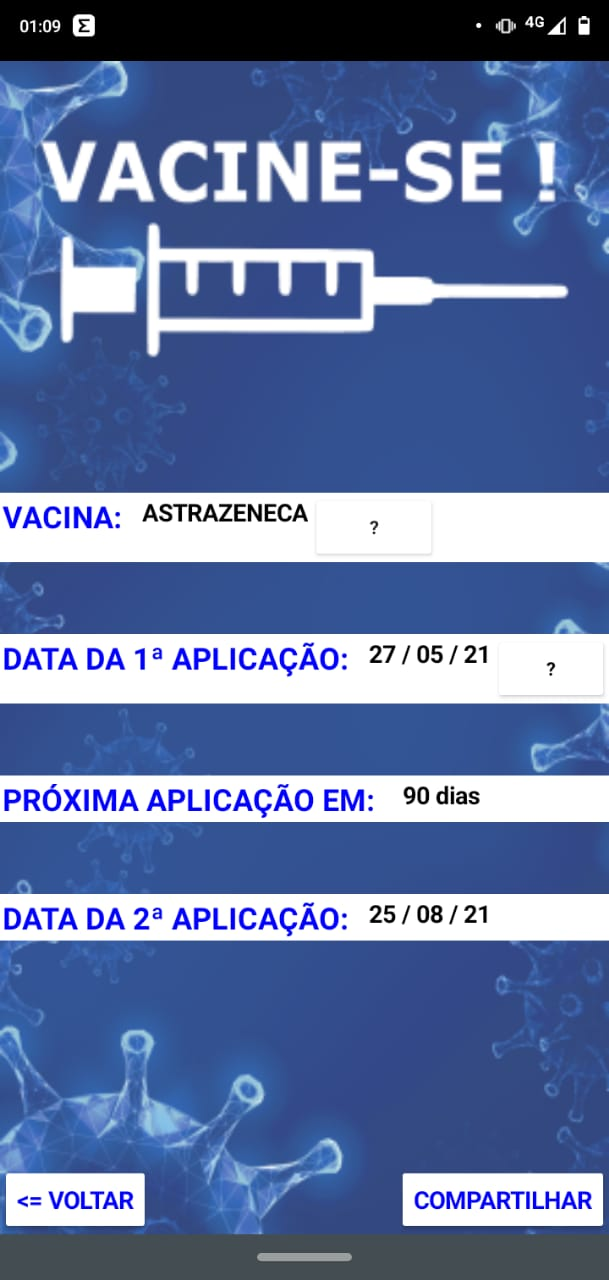 01:09 Σ 4G
VACINE-SE !
VACINA: ASTRAZENECA ?
DATA DA 1ª APLICAÇÃO: 27 / 05 / 21 ?
PRÓXIMA APLICAÇÃO EM: 90 dias
DATA DA 2ª APLICAÇÃO: 25 / 08 / 21
<= VOLTAR COMPARTILHAR